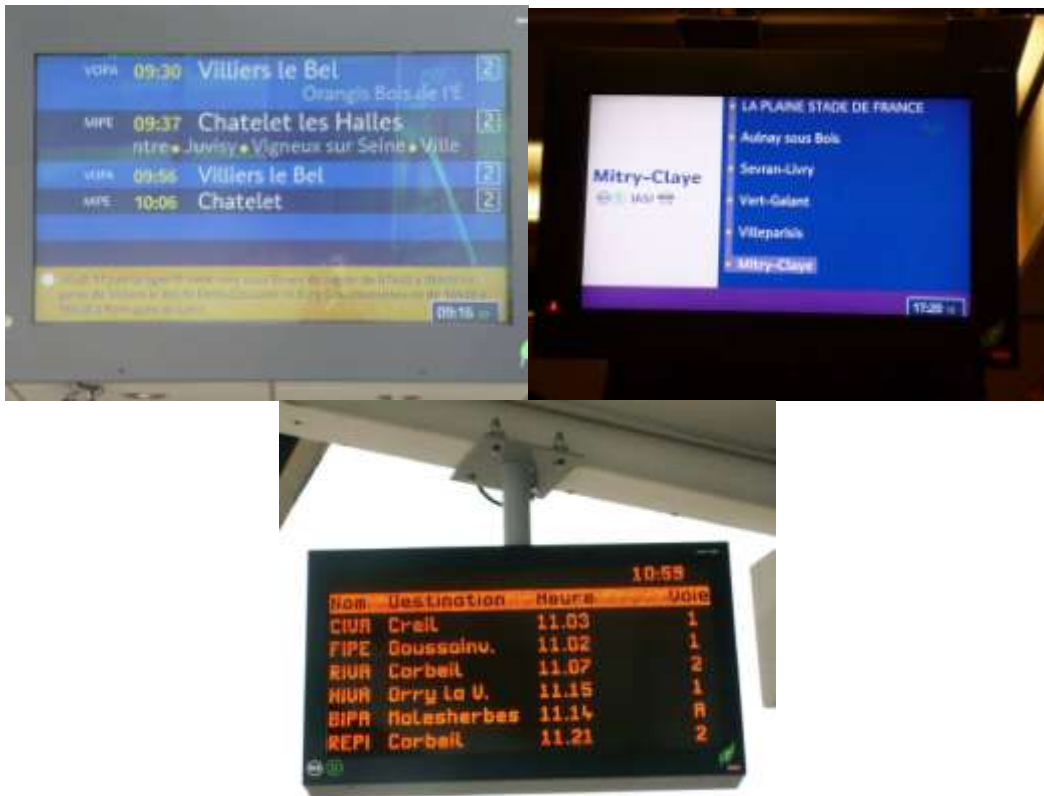 VOPA 09:30 Villiers le Bel 2
Orangis Bois de l'E
MIPE 09:37 Chatelet les Halles 2
ntre • Juvisy • Vigneux sur Seine • Ville
VOPA 09:56 Villiers le Bel 2
MIPE 10:06 Chatelet 2
09:16
LA PLAINE STADE DE FRANCE
Aulnay sous Bois
Sevran-Livry
Mitry-Claye
Vert-Galant
Villeparisis
Mitry-Claye
17:20
10:59
Nom Destination Heure Voie
CIVA Creil 11.03 1
FIPE Goussainv. 11.02 1
RIVA Corbeil 11.07 2
NIVA Orry la V. 11.15 1
BIPA Malesherbes 11.14 A
REPI Corbeil 11.21 2